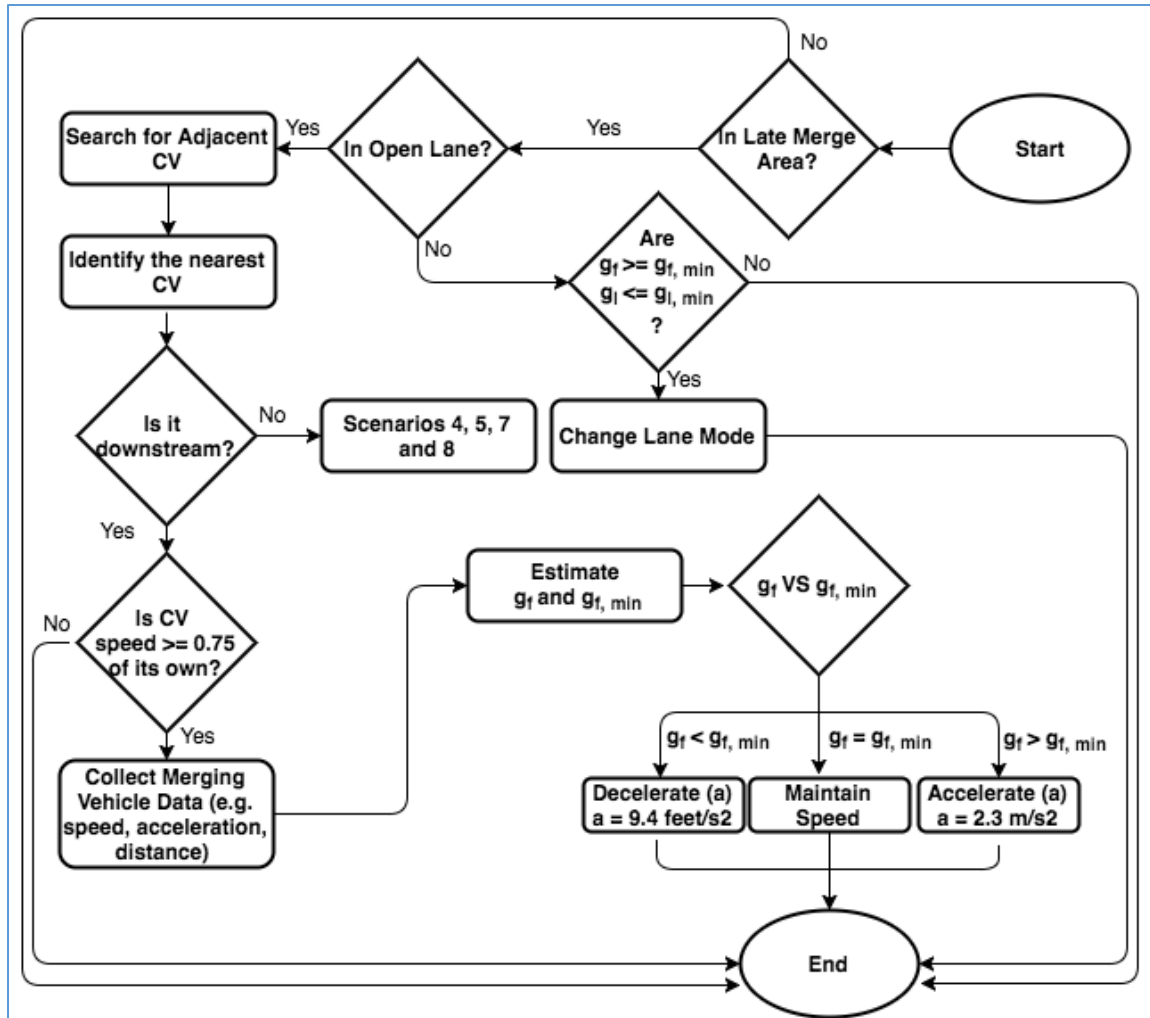 No
Start
In Late Merge
Area?
Yes
In Open Lane?
Yes
Search for Adjacent
CV
Identify the nearest
CV
No
Are
gf >= gf, min
gl <= gl, min
?
No
Yes
Change Lane Mode
Is it
downstream?
No
Scenarios 4, 5, 7
and 8
Yes
Is CV
speed >= 0.75
of its own?
No
Yes
Collect Merging
Vehicle Data (e.g.
speed, acceleration,
distance)
Estimate
gf and gf, min
gf VS gf, min
gf < gf, min
gf = gf, min
gf > gf, min
Decelerate (a)
a = 9.4 feet/s2
Maintain
Speed
Accelerate (a)
a = 2.3 m/s2
End